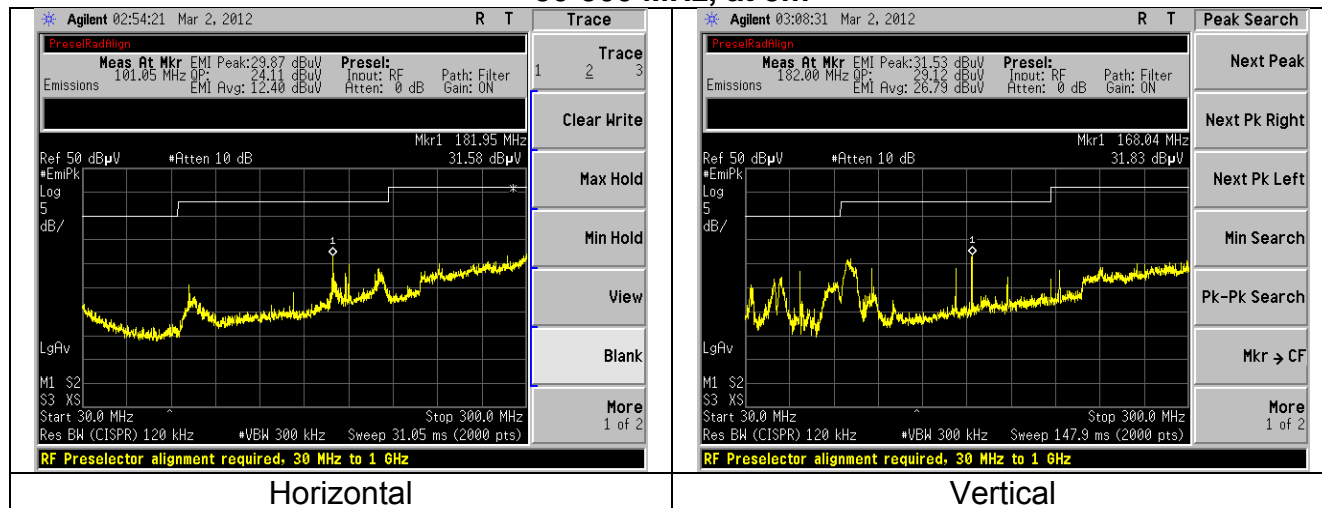 Agilent 02:54:21 Mar 2, 2012 R T Trace
PreselRadAlign
Meas At Mkr EMI Peak:29.87 dBuV Presel:
101.05 MHz QP: 24.11 dBuV Input: RF Path: Filter
Emissions EMI Avg: 12.40 dBuV Atten: 0 dB Gain: ON
Mkr1 181.95 MHz
Ref 50 dBµV #Atten 10 dB 31.58 dBµV
#EmiPk
Log
5
dB/
1
LgAv
M1 S2
S3 XS
Start 30.0 MHz ^ Stop 300.0 MHz
Res BW (CISPR) 120 kHz #VBW 300 kHz Sweep 31.05 ms (2000 pts)
RF Preselector alignment required, 30 MHz to 1 GHz
Trace
1 2 3
Clear Write
Max Hold
Min Hold
View
Blank
More
1 of 2
Horizontal
Agilent 03:08:31 Mar 2, 2012 R T Peak Search
PreselRadAlign
Meas At Mkr EMI Peak:31.53 dBuV Presel:
182.00 MHz QP: 29.12 dBuV Input: RF Path: Filter
Emissions EMI Avg: 26.79 dBuV Atten: 0 dB Gain: ON
Mkr1 168.04 MHz
Ref 50 dBµV #Atten 10 dB 31.83 dBµV
#EmiPk
Log
5
dB/
1
LgAv
M1 S2
S3 XS
Start 30.0 MHz ^ Stop 300.0 MHz
Res BW (CISPR) 120 kHz #VBW 300 kHz Sweep 147.9 ms (2000 pts)
RF Preselector alignment required, 30 MHz to 1 GHz
Next Peak
Next Pk Right
Next Pk Left
Min Search
Pk-Pk Search
Mkr → CF
More
1 of 2
Vertical